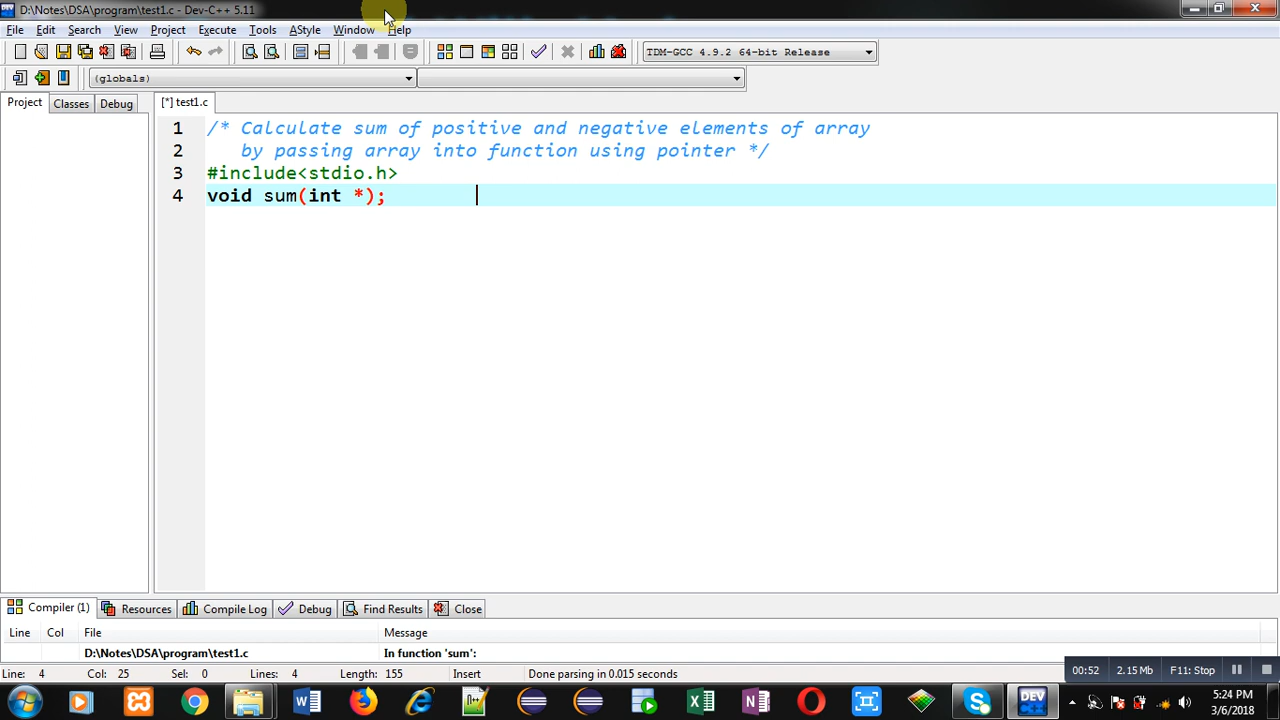 D:\Notes\DSA\program\test1.c - Dev-C++ 5.11
File Edit Search View Project Execute Tools AStyle Window Help
TDM-GCC 4.9.2 64-bit Release
(globals)
Project Classes Debug
[*] test1.c
1 /* Calculate sum of positive and negative elements of array
2 by passing array into function using pointer */
3 #include<stdio.h>
4 void sum(int *);
Compiler (1) Resources Compile Log Debug Find Results Close
Line Col File Message
D:\Notes\DSA\program\test1.c In function 'sum':
Line: 4 Col: 25 Sel: 0 Lines: 4 Length: 155 Insert Done parsing in 0.015 seconds
00:52 2.15 Mb F11: Stop
DEV
5:24 PM
3/6/2018